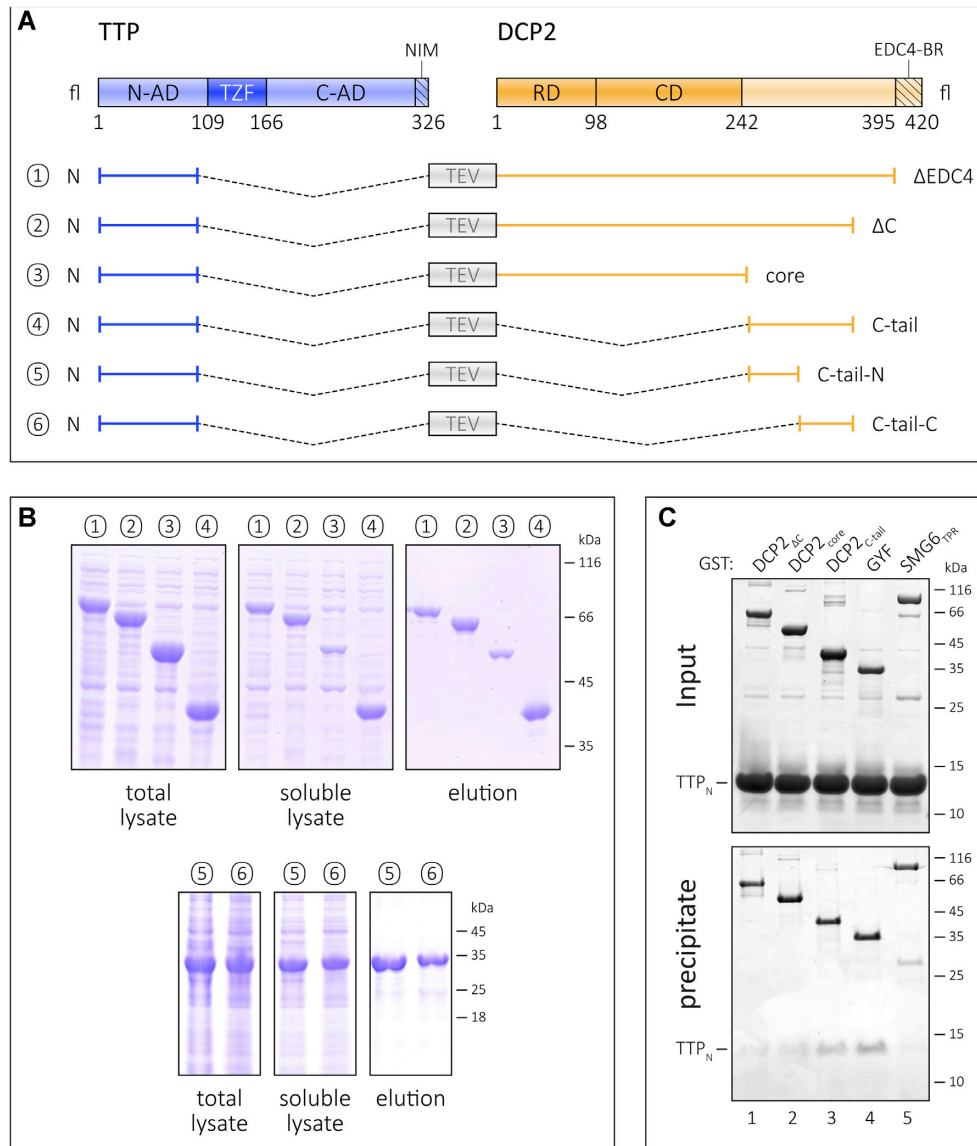 A
TTP
DCP2
NIM
EDC4-BR
fl N-AD TZF C-AD RD CD fl
1 109 166 326 1 98 242 395 420
① N TEV ΔEDC4
② N TEV ΔC
③ N TEV core
④ N TEV C-tail
⑤ N TEV C-tail-N
⑥ N TEV C-tail-C
B
① ② ③ ④ ① ② ③ ④ ① ② ③ ④
kDa
116
66
45
35
total lysate
soluble lysate
elution
⑤ ⑥ ⑤ ⑥ ⑤ ⑥
kDa
45
35
25
18
total lysate
soluble lysate
elution
C
GST: DCP2ΔC DCP2core DCP2C-tail GYF SMG6TPR
kDa
Input
116
66
45
35
25
15
10
TTPN
precipitate
116
66
45
35
25
15
10
TTPN
1 2 3 4 5